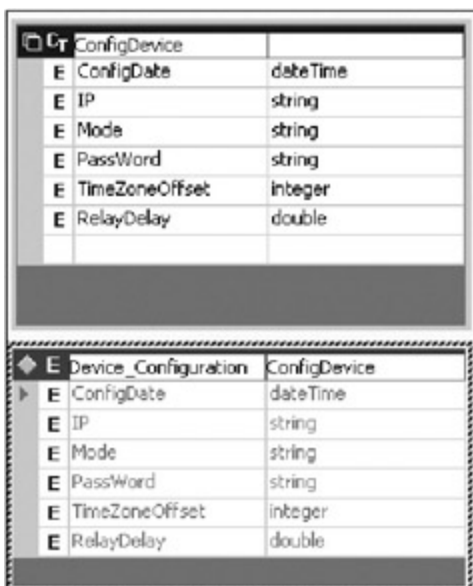 CT ConfigDevice
E ConfigDate dateTime
E IP string
E Mode string
E PassWord string
E TimeZoneOffset integer
E RelayDelay double
E Device_Configuration ConfigDevice
E ConfigDate dateTime
E IP string
E Mode string
E PassWord string
E TimeZoneOffset integer
E RelayDelay double